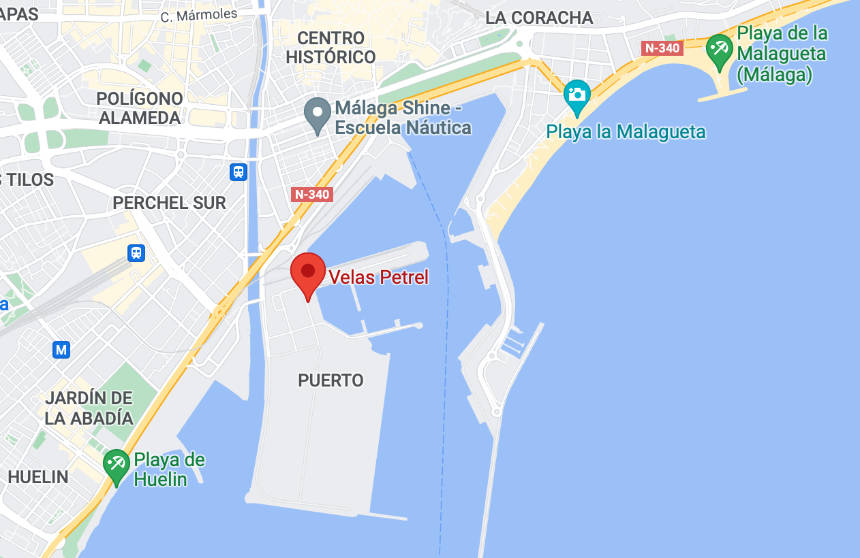 APAS
C. Mármoles
LA CORACHA
CENTRO
HISTÓRICO
N-340
Playa de la
Malagueta
(Málaga)
POLÍGONO
ALAMEDA
Málaga Shine -
Escuela Náutica
Playa la Malagueta
S TILOS
N-340
PERCHEL SUR
Velas Petrel
a
M
PUERTO
JARDÍN DE
LA ABADÍA
Playa de
Huelin
HUELIN